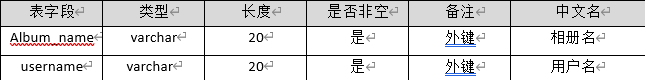 表字段 类型 长度 是否非空 备注 中文名
Album_name varchar 20 是 外键 相册名
username varchar 20 是 外键 用户名